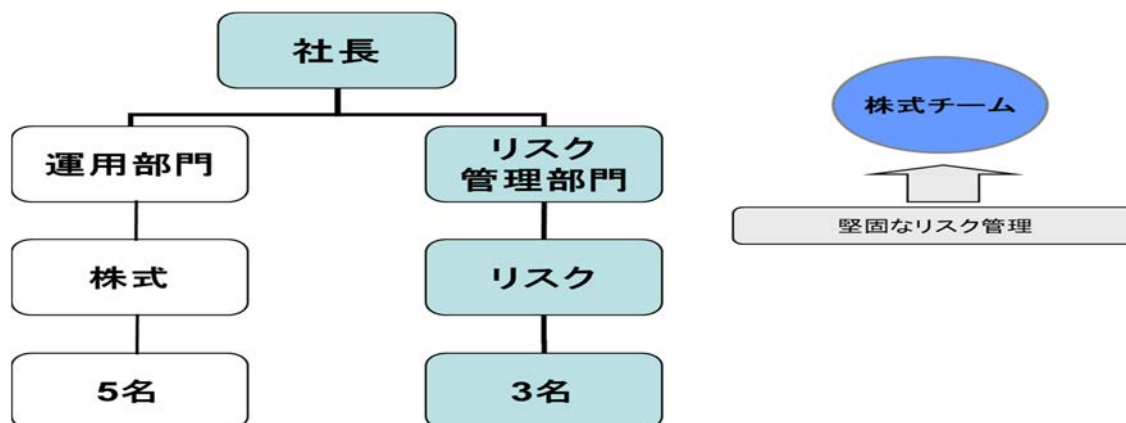 社長
運用部門
リスク
管理部門
株式
リスク
5名
3名
株式チーム
堅固なリスク管理